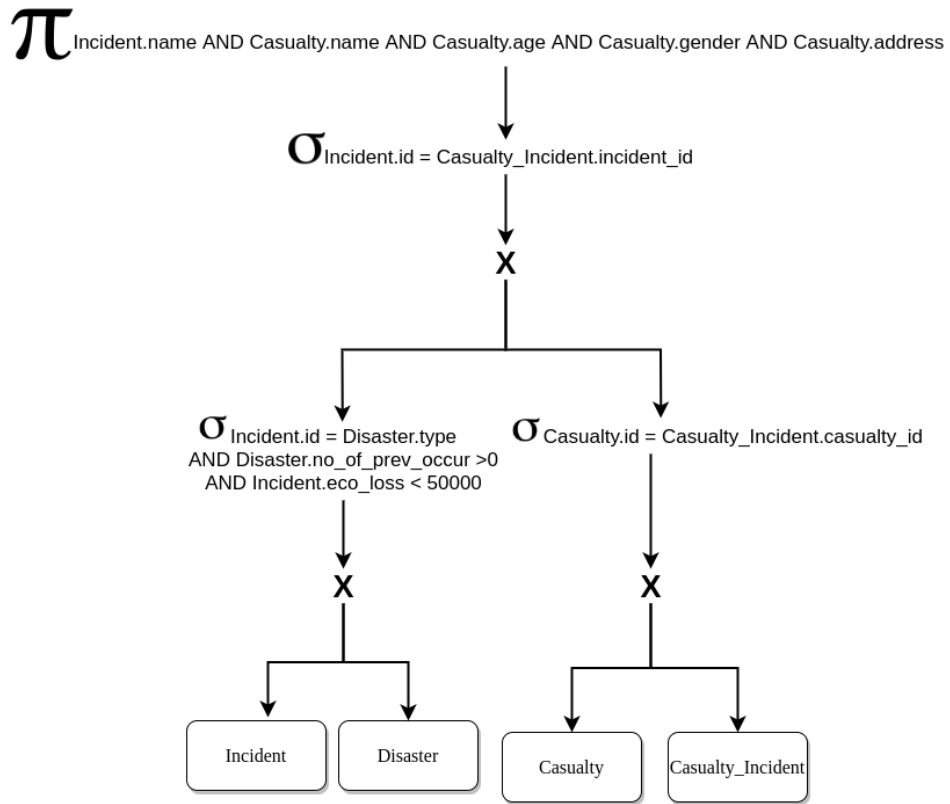 π Incident.name AND Casualty.name AND Casualty.age AND Casualty.gender AND Casualty.address
σ Incident.id = Casualty_Incident.incident_id
X
σ Incident.id = Disaster.type
AND Disaster.no_of_prev_occur >0
AND Incident.eco_loss < 50000
σ Casualty.id = Casualty_Incident.casualty_id
X
X
Incident
Disaster
Casualty
Casualty_Incident